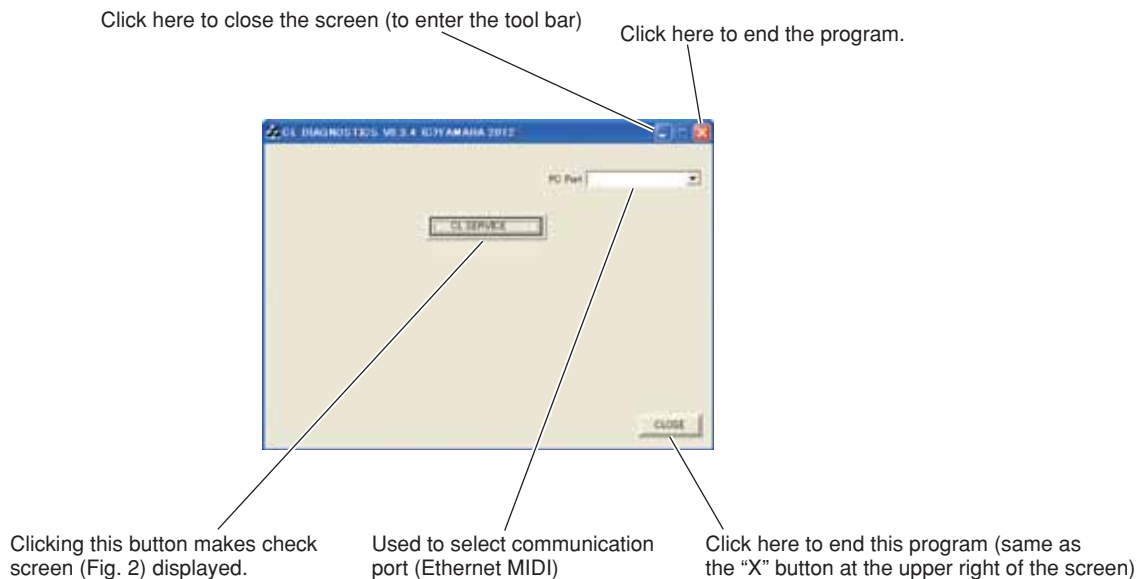 Click here to close the screen (to enter the tool bar)
Click here to end the program.
CL DIAGNOSTICS V0.3.4 (C)YAMAHA 2012
PC Port
CL SERVICE
CLOSE
Clicking this button makes check
screen (Fig. 2) displayed.
Used to select communication
port (Ethernet MIDI)
Click here to end this program (same as
the “X” button at the upper right of the screen)